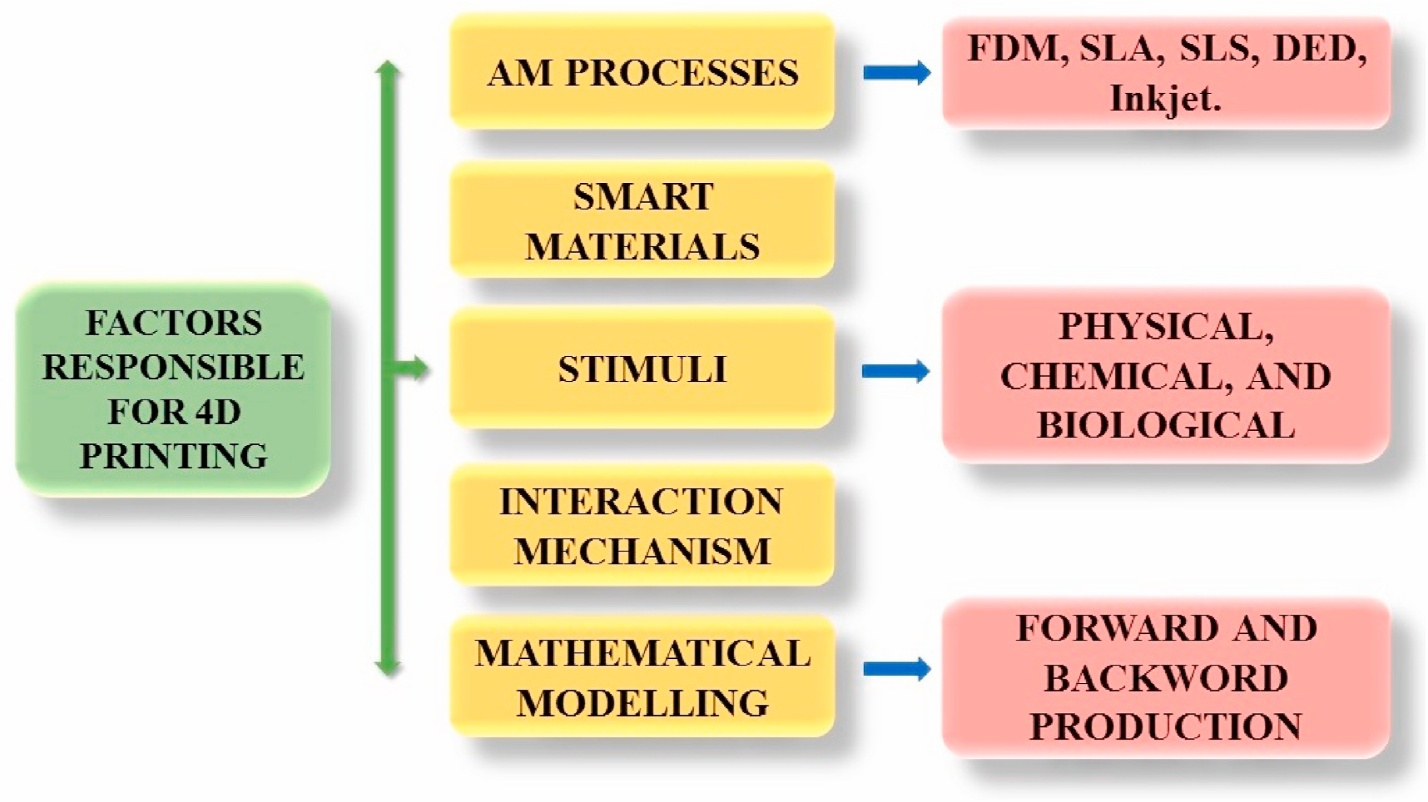 AM PROCESSES
FDM, SLA, SLS, DED,
Inkjet.
SMART
MATERIALS
FACTORS
RESPONSIBLE
FOR 4D
PRINTING
STIMULI
PHYSICAL,
CHEMICAL, AND
BIOLOGICAL
INTERACTION
MECHANISM
MATHEMATICAL
MODELLING
FORWARD AND
BACKWORD
PRODUCTION